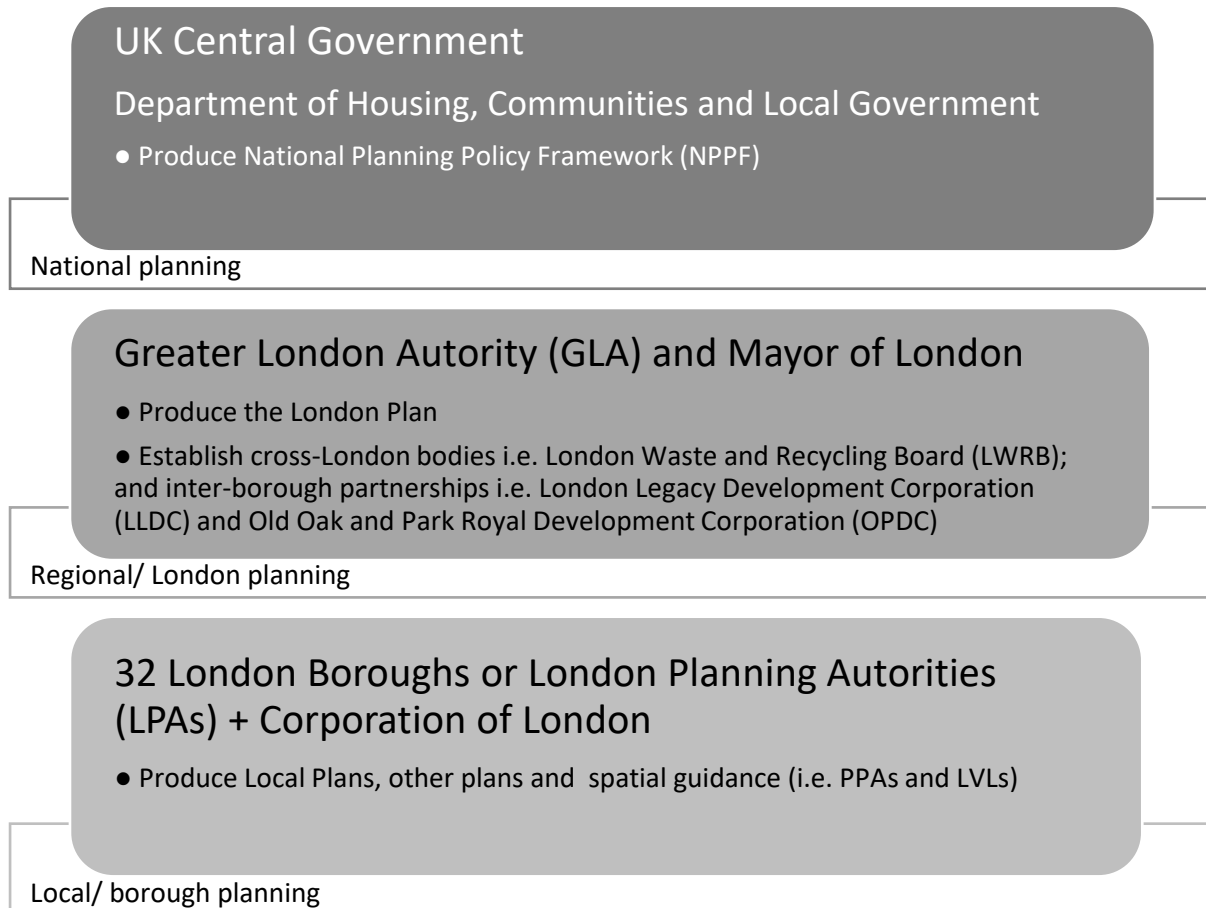 UK Central Government
Department of Housing, Communities and Local Government
● Produce National Planning Policy Framework (NPPF)
National planning
Greater London Autority (GLA) and Mayor of London
● Produce the London Plan
● Establish cross-London bodies i.e. London Waste and Recycling Board (LWRB);
and inter-borough partnerships i.e. London Legacy Development Corporation
(LLDC) and Old Oak and Park Royal Development Corporation (OPDC)
Regional/ London planning
32 London Boroughs or London Planning Autorities
(LPAs) + Corporation of London
● Produce Local Plans, other plans and  spatial guidance (i.e. PPAs and LVLs)
Local/ borough planning